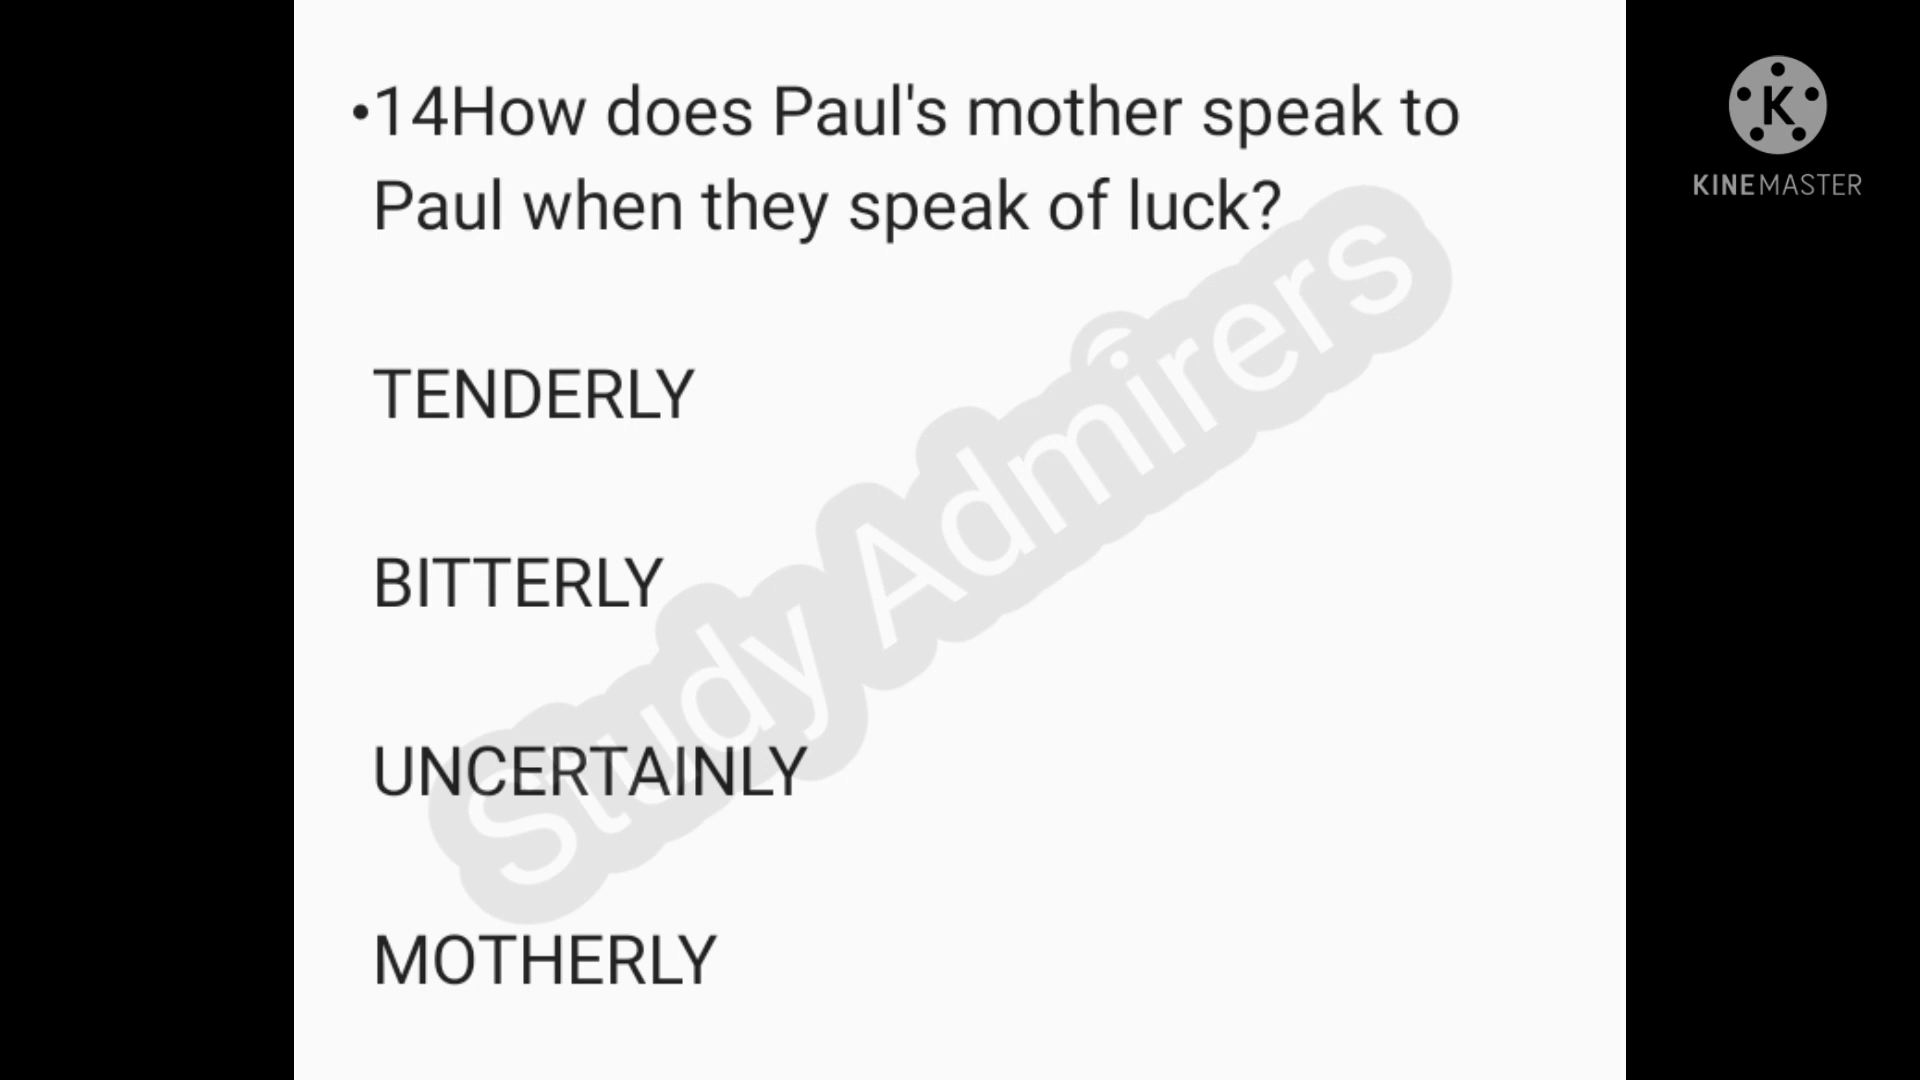 •14How does Paul's mother speak to
Paul when they speak of luck?
TENDERLY
BITTERLY
UNCERTAINLY
MOTHERLY
Study Admirers
K
KINEMASTER